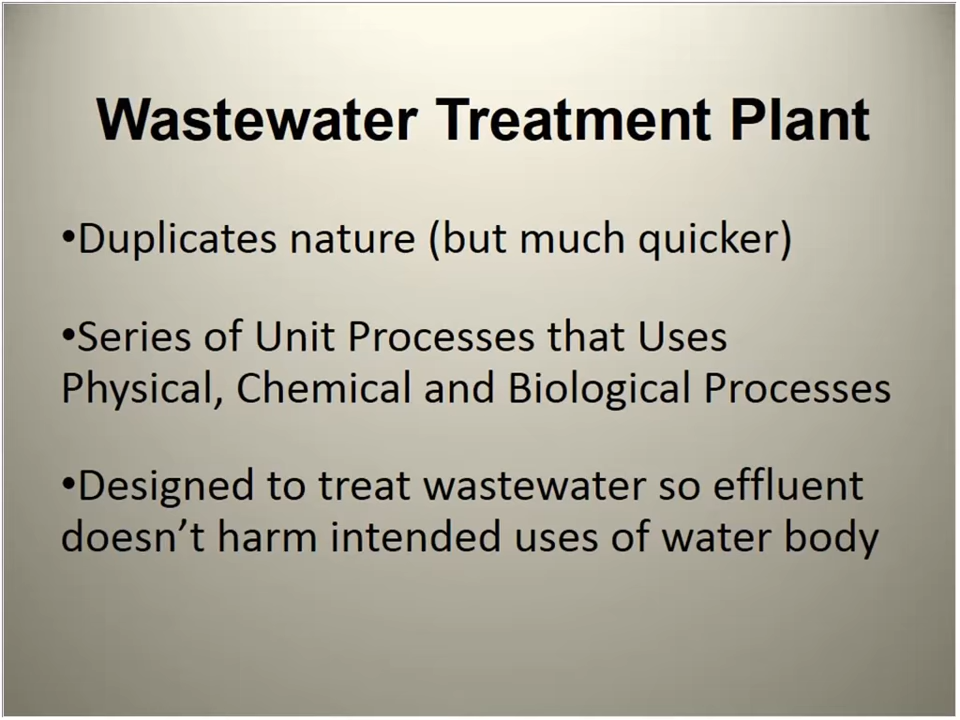 Wastewater Treatment Plant
•Duplicates nature (but much quicker)
•Series of Unit Processes that Uses
Physical, Chemical and Biological Processes
•Designed to treat wastewater so effluent
doesn’t harm intended uses of water body